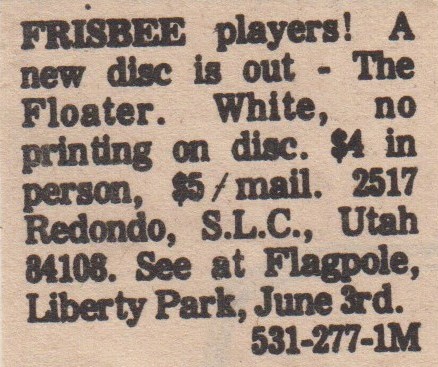 FRISBEE players! A
new disc is out - The
Floater. White, no
printing on disc. $4 in
person, $5/mail. 2517
Redondo, S.L.C., Utah
84108. See at Flagpole,
Liberty Park, June 3rd.
531-277-1M